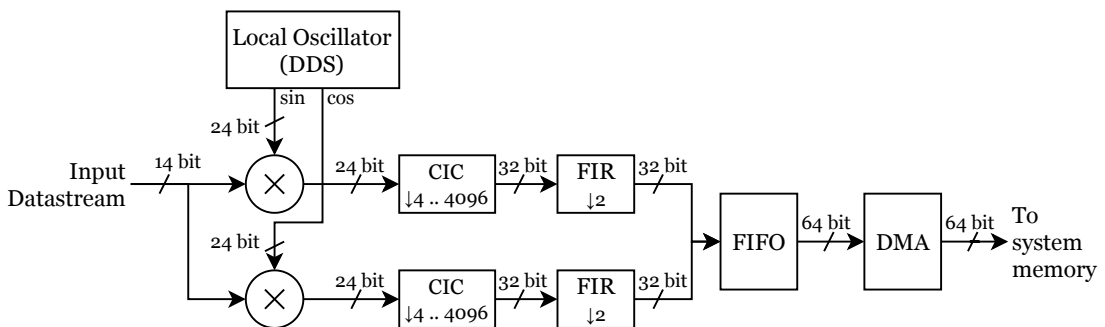 Local Oscillator
(DDS)
sin
cos
24 bit
Input
Datastream
14 bit
×
24 bit
CIC
↓4 .. 4096
32 bit
FIR
↓2
32 bit
24 bit
×
24 bit
CIC
↓4 .. 4096
32 bit
FIR
↓2
32 bit
FIFO
64 bit
DMA
64 bit
To
system
memory